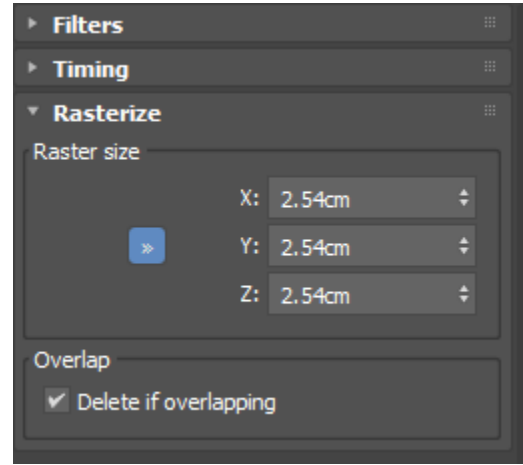 Filters
Timing
Rasterize
Raster size
X: 2.54cm
» Y: 2.54cm
Z: 2.54cm
Overlap
Delete if overlapping